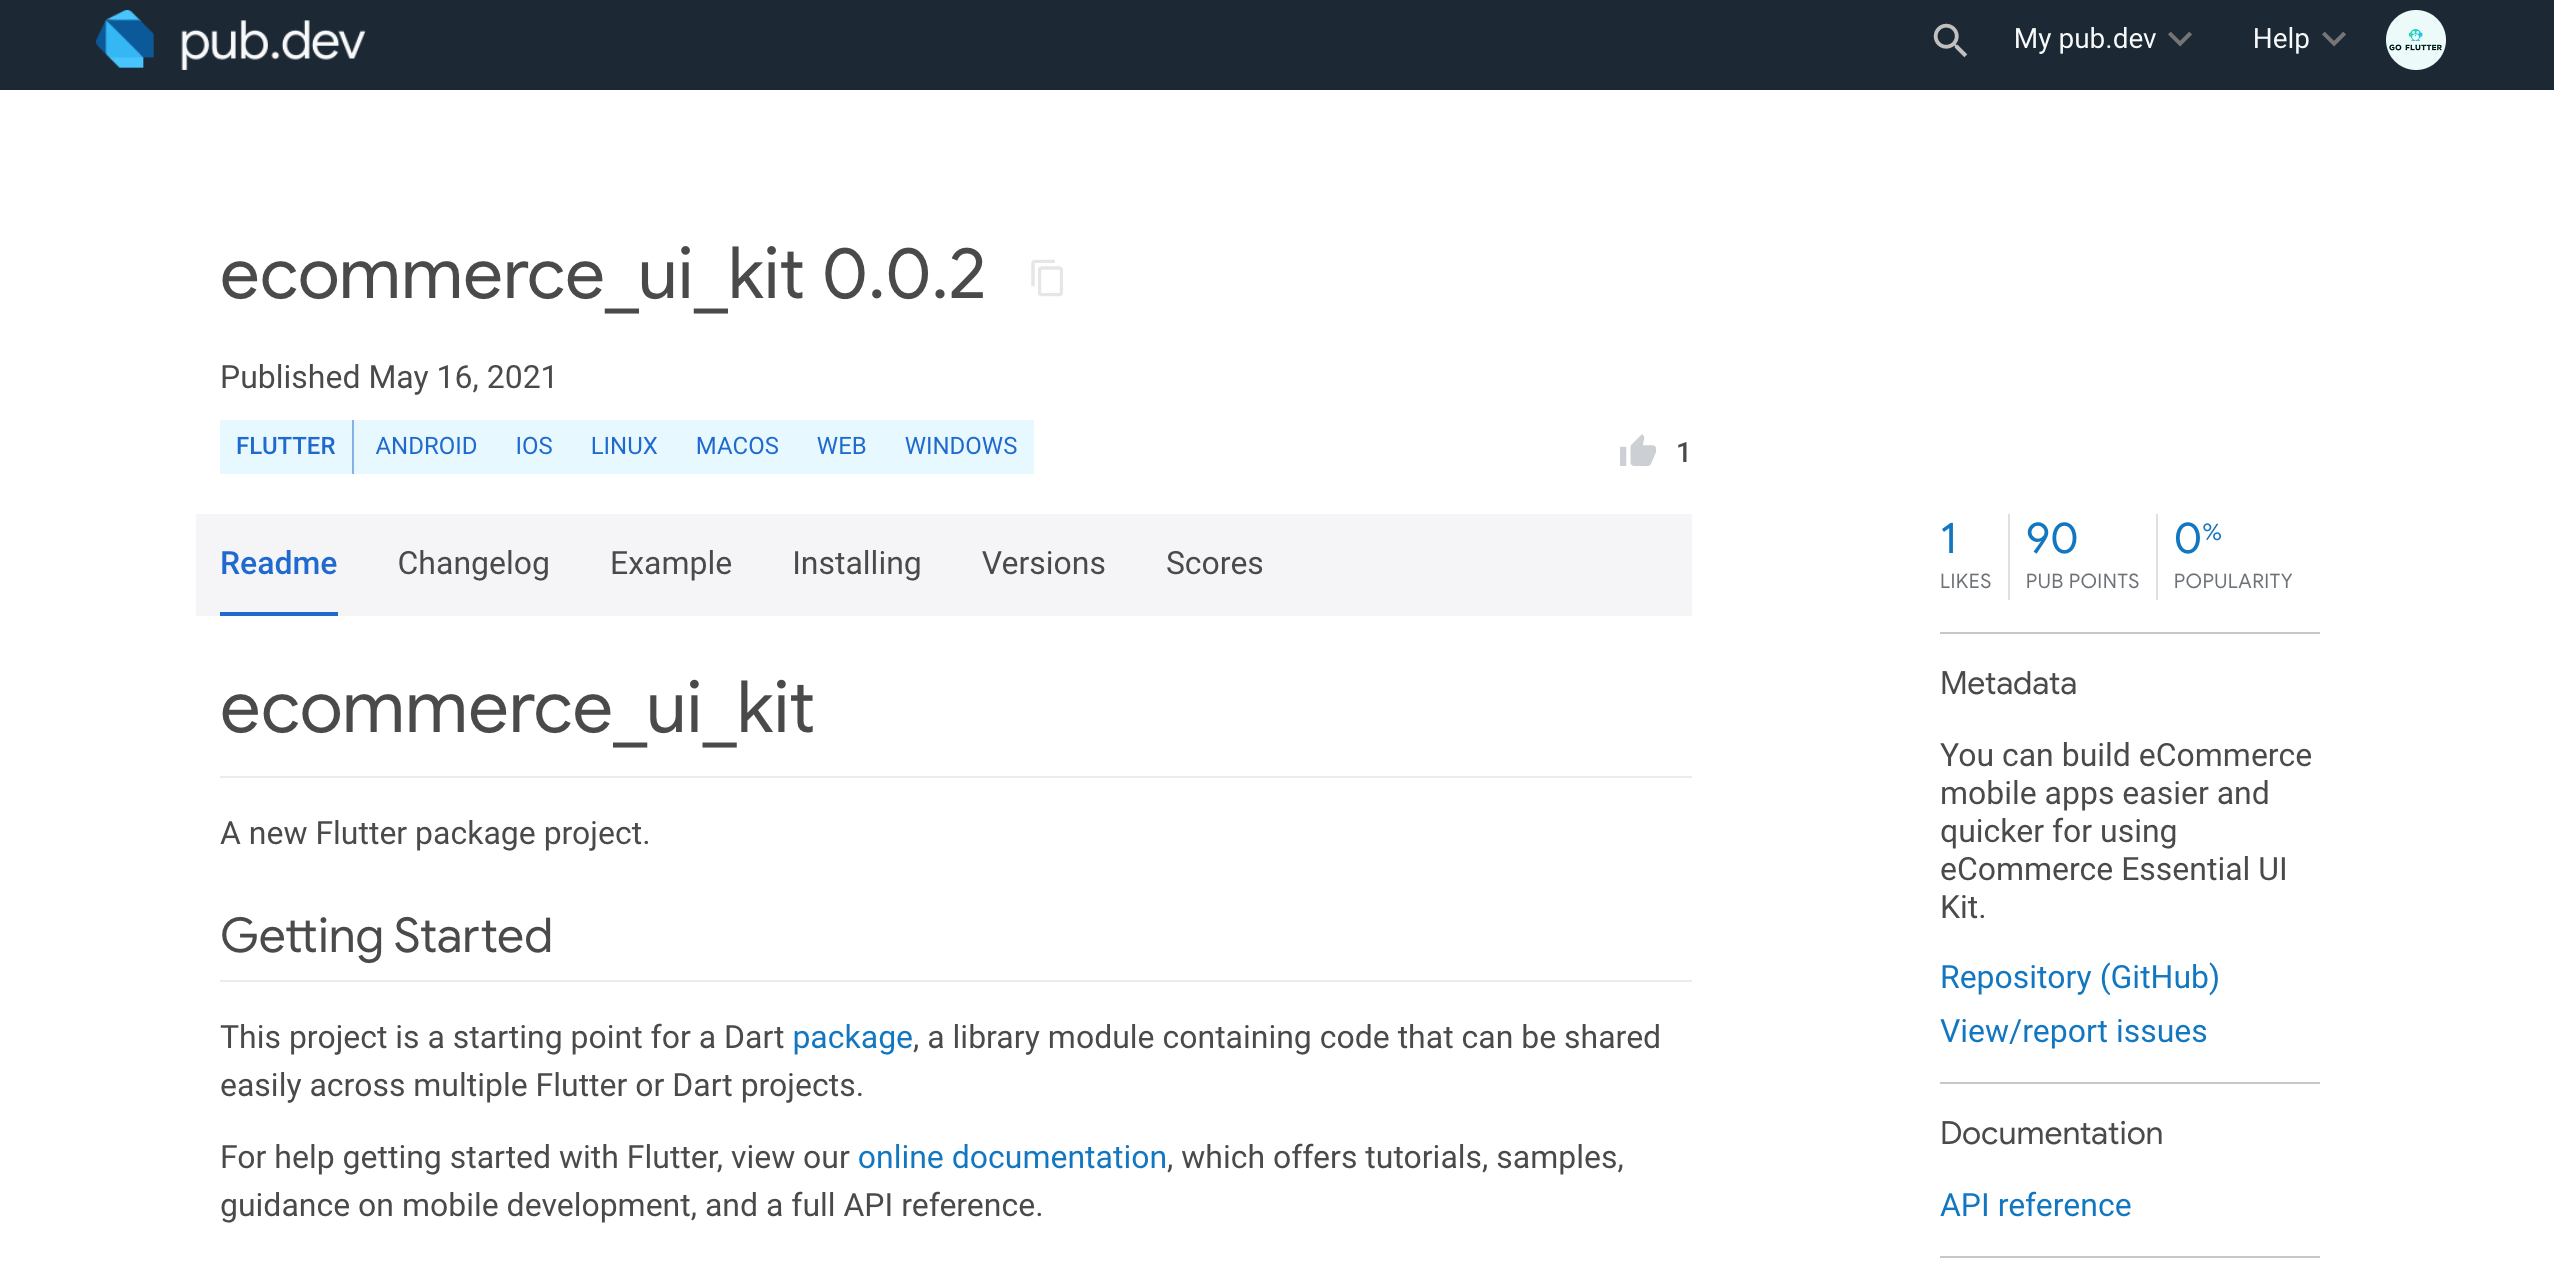 pub.dev
My pub.dev
Help
GO FLUTTER
ecommerce_ui_kit 0.0.2
Published May 16, 2021
FLUTTER ANDROID IOS LINUX MACOS WEB WINDOWS
1
Readme Changelog Example Installing Versions Scores
ecommerce_ui_kit
A new Flutter package project.
Getting Started
This project is a starting point for a Dart package, a library module containing code that can be shared
easily across multiple Flutter or Dart projects.
For help getting started with Flutter, view our online documentation, which offers tutorials, samples,
guidance on mobile development, and a full API reference.
1 90 0%
LIKES PUB POINTS POPULARITY
Metadata
You can build eCommerce
mobile apps easier and
quicker for using
eCommerce Essential UI
Kit.
Repository (GitHub)
View/report issues
Documentation
API reference